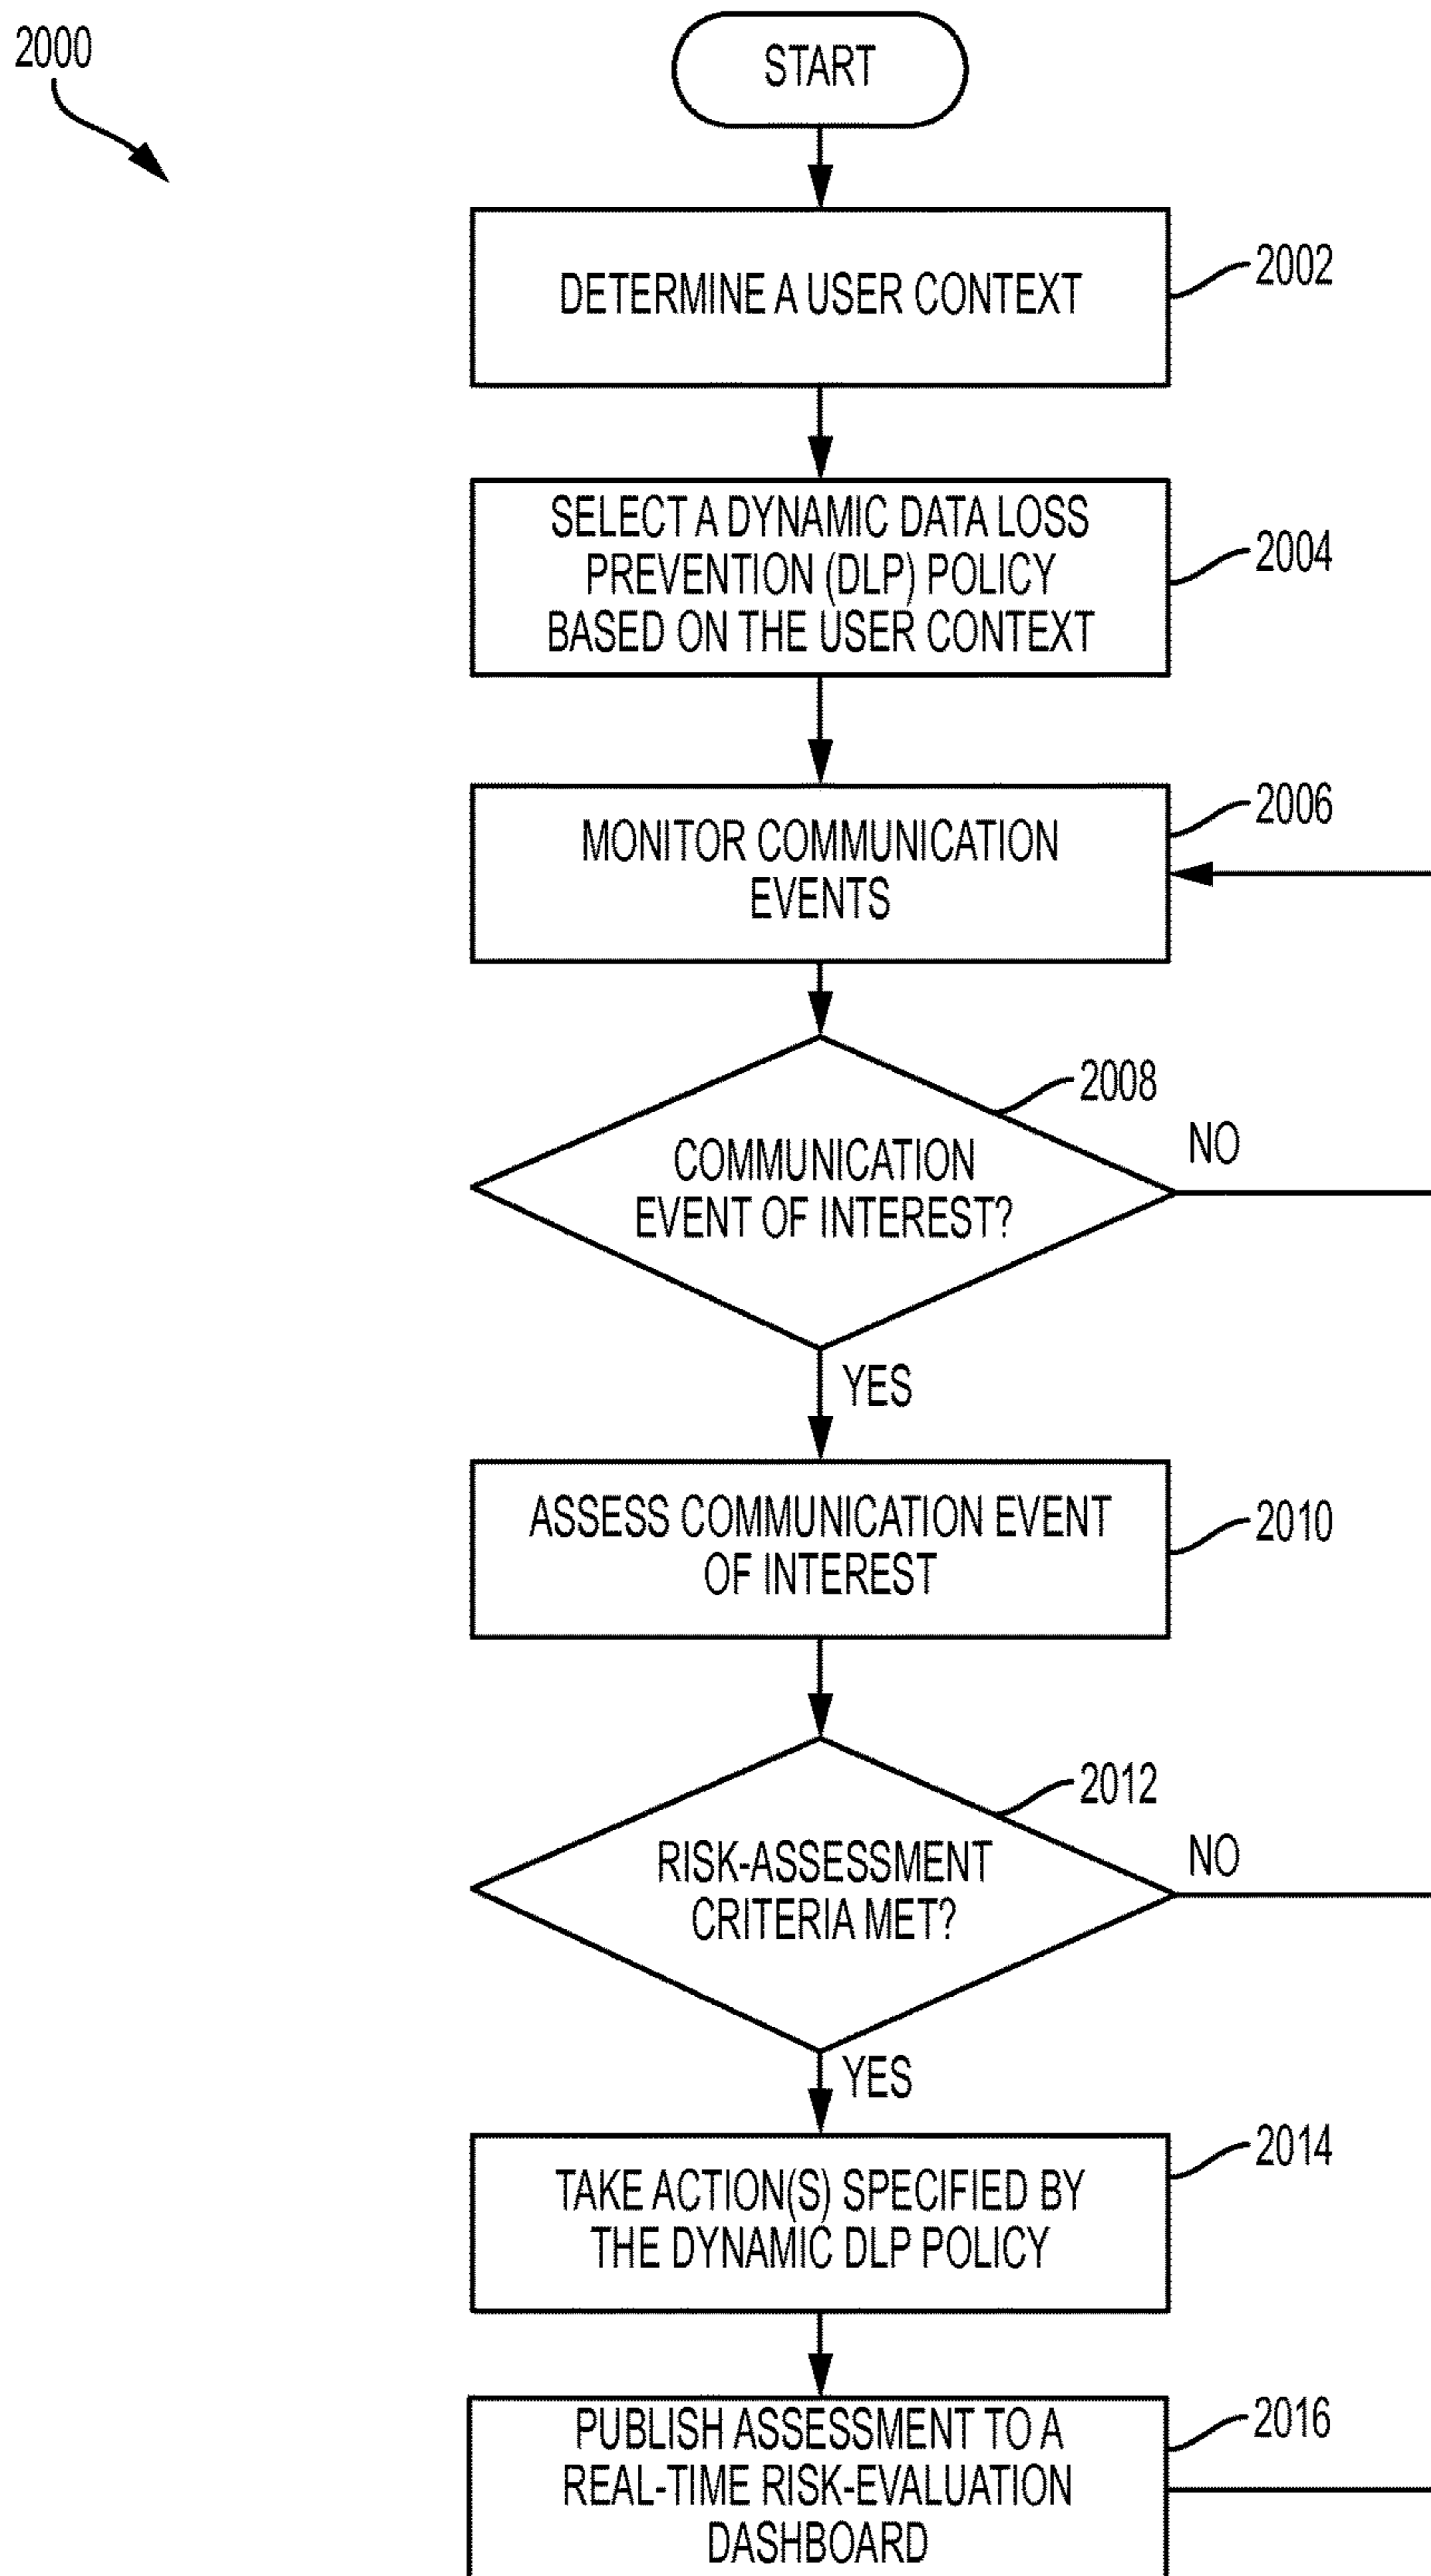 2000
START
DETERMINE A USER CONTEXT
2002
SELECT A DYNAMIC DATA LOSS
PREVENTION (DLP) POLICY
BASED ON THE USER CONTEXT
2004
MONITOR COMMUNICATION
EVENTS
2006
COMMUNICATION
EVENT OF INTEREST?
2008
NO
YES
ASSESS COMMUNICATION EVENT
OF INTEREST
2010
RISK-ASSESSMENT
CRITERIA MET?
2012
NO
YES
TAKE ACTION(S) SPECIFIED BY
THE DYNAMIC DLP POLICY
2014
PUBLISH ASSESSMENT TO A
REAL-TIME RISK-EVALUATION
DASHBOARD
2016